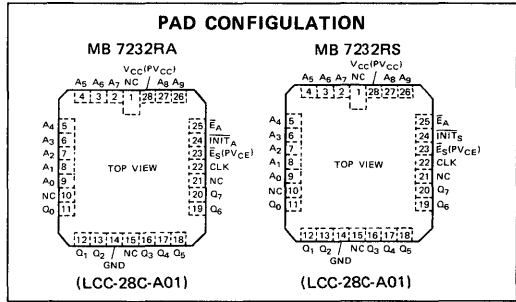 PAD CONFIGULATION
MB 7232RA
MB 7232RS
VCC(PVCC)
A5 A6 A7 NC A8 A9
4 3 2 1 28 27 26
A4 5
A3 6
A2 7
A1 8
A0 9
NC 10
Q0 11
TOP VIEW
25 E̅A
24 I̅N̅I̅T̅A
23 E̅S(PVCE)
22 CLK
21 NC
20 Q7
19 Q6
12 13 14 15 16 17 18
Q1 Q2 NC Q3 Q4 Q5
GND
(LCC-28C-A01)
VCC(PVCC)
A5 A6 A7 NC A8 A9
4 3 2 1 28 27 26
A4 5
A3 6
A2 7
A1 8
A0 9
NC 10
Q0 11
TOP VIEW
25 E̅A
24 I̅N̅I̅T̅S
23 E̅S(PVCE)
22 CLK
21 NC
20 Q7
19 Q6
12 13 14 15 16 17 18
Q1 Q2 NC Q3 Q4 Q5
GND
(LCC-28C-A01)